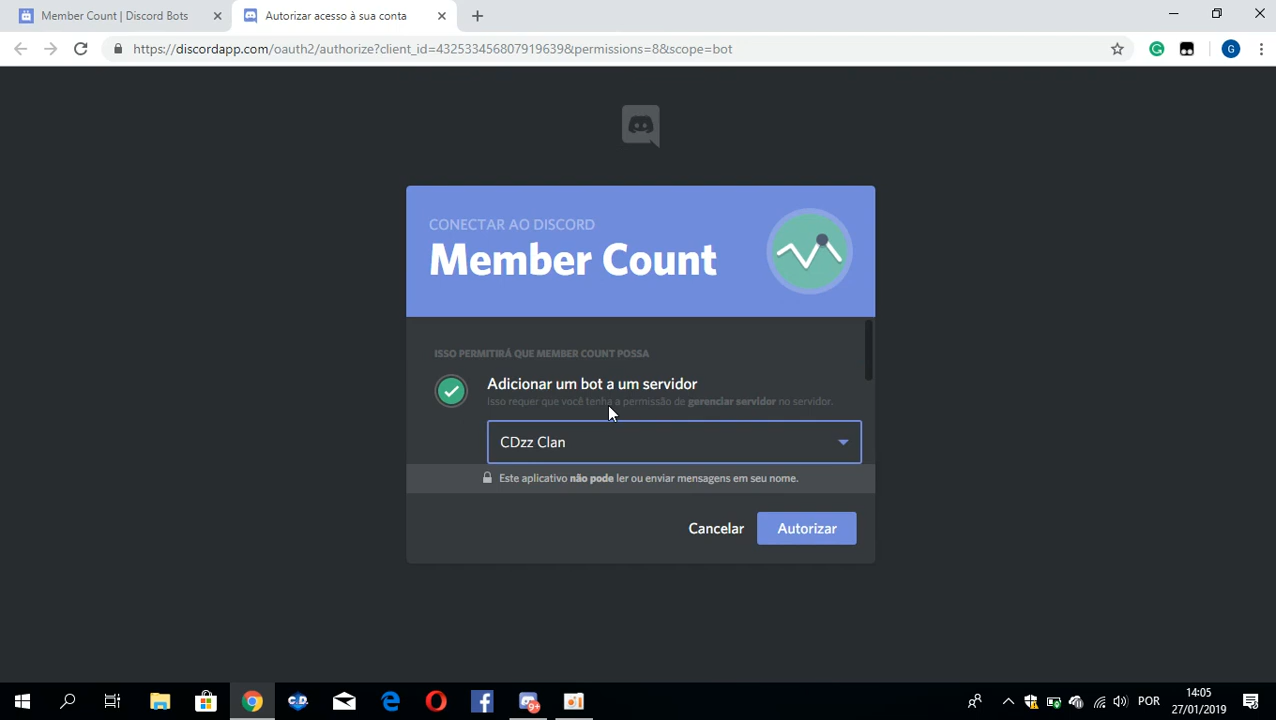 Member Count | Discord Bots
Autorizar acesso à sua conta
https://discordapp.com/oauth2/authorize?client_id=432533456807919639&permissions=8&scope=bot
G
CONECTAR AO DISCORD
Member Count
ISSO PERMITIRÁ QUE MEMBER COUNT POSSA
Adicionar um bot a um servidor
Isso requer que você tenha a permissão de gerenciar servidor no servidor.
CDzz Clan
Este aplicativo não pode ler ou enviar mensagens em seu nome.
Cancelar
Autorizar
POR
14:05
27/01/2019